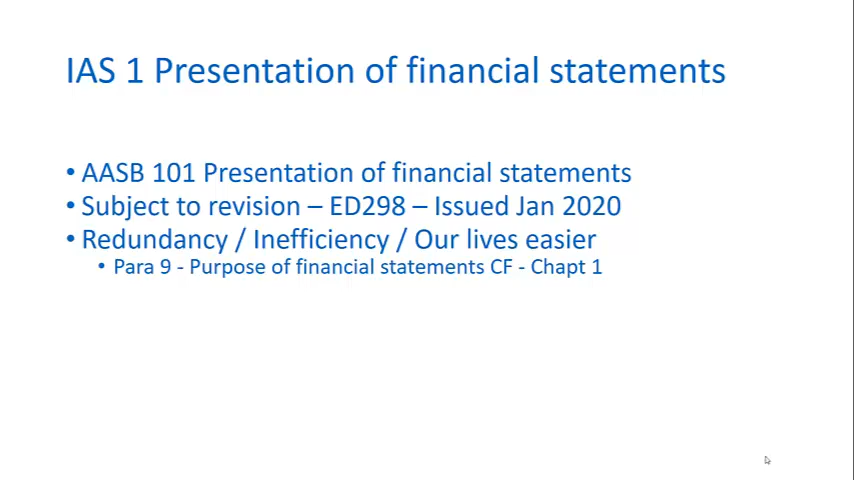 IAS 1 Presentation of financial statements
• AASB 101 Presentation of financial statements
• Subject to revision – ED298 – Issued Jan 2020
• Redundancy / Inefficiency / Our lives easier
• Para 9 - Purpose of financial statements CF - Chapt 1